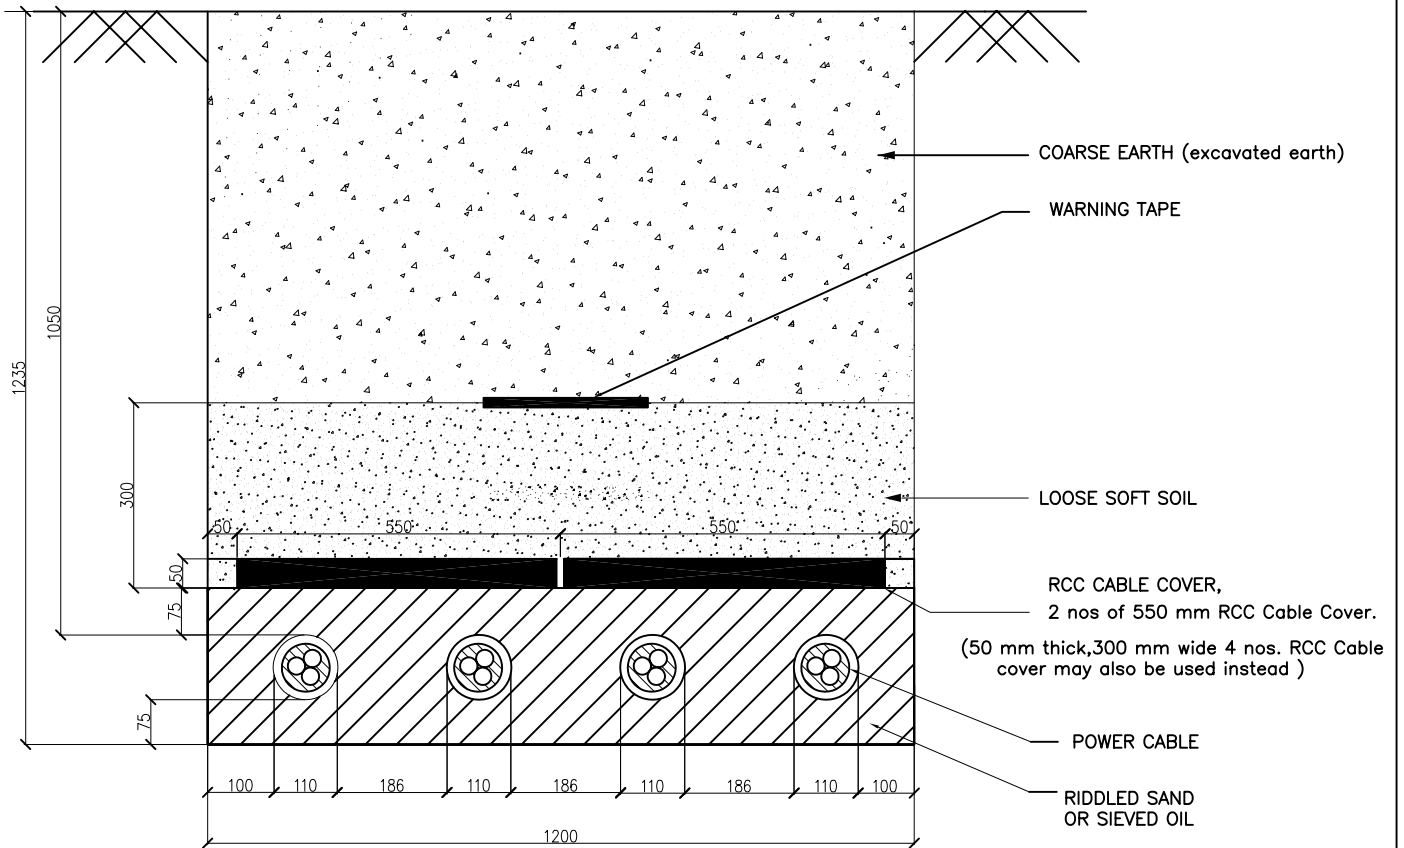 COARSE EARTH (excavated earth)
WARNING TAPE
1050
1235
300
LOOSE SOFT SOIL
50 550 550 50
50
RCC CABLE COVER,
75
2 nos of 550 mm RCC Cable Cover.
(50 mm thick,300 mm wide 4 nos. RCC Cable
cover may also be used instead )
75
POWER CABLE
100 110 186 110 186 110 186 110 100
RIDDLED SAND
OR SIEVED OIL
1200